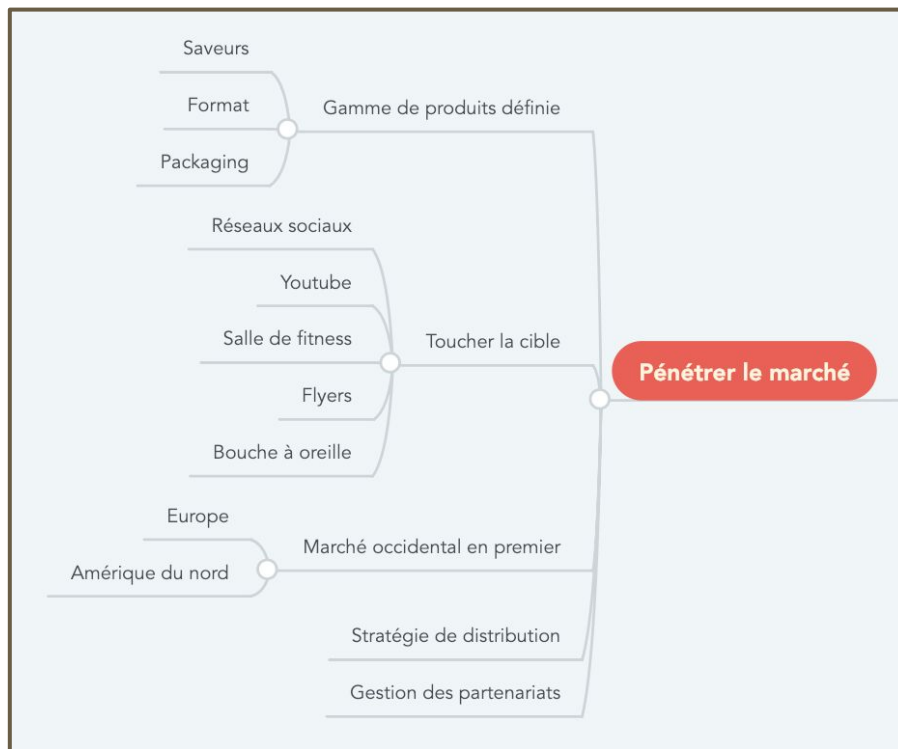 Saveurs
Format
Gamme de produits définie
Packaging
Réseaux sociaux
Youtube
Salle de fitness
Toucher la cible
Flyers
Bouche à oreille
Pénétrer le marché
Europe
Marché occidental en premier
Amérique du nord
Stratégie de distribution
Gestion des partenariats